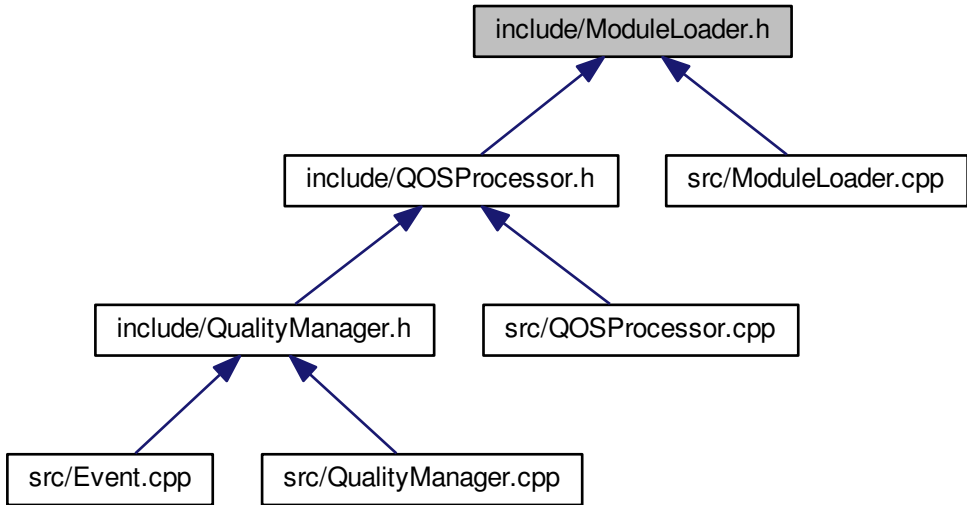 include/ModuleLoader.h
include/QOSProcessor.h
src/ModuleLoader.cpp
include/QualityManager.h
src/QOSProcessor.cpp
src/Event.cpp
src/QualityManager.cpp